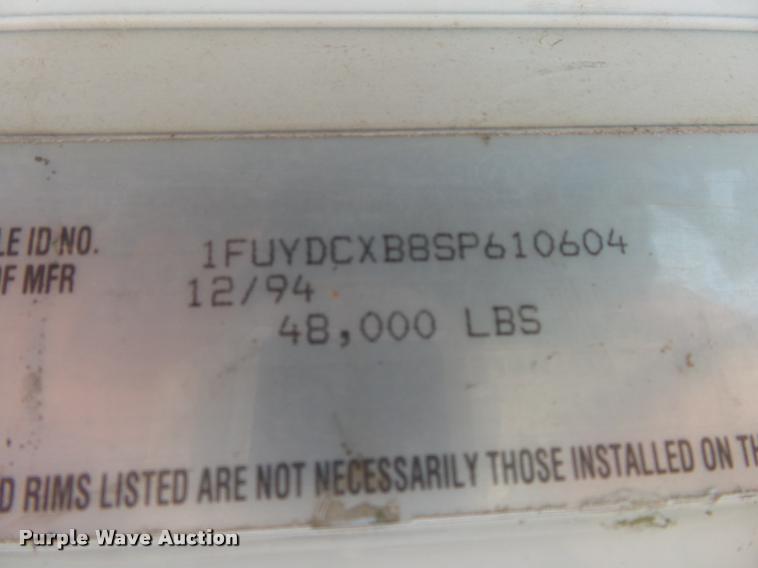 LE ID NO. 1FUYDCXB8SP610604
OF MFR 12/94
48,000 LBS
D RIMS LISTED ARE NOT NECESSARILY THOSE INSTALLED ON TH
Purple Wave Auction